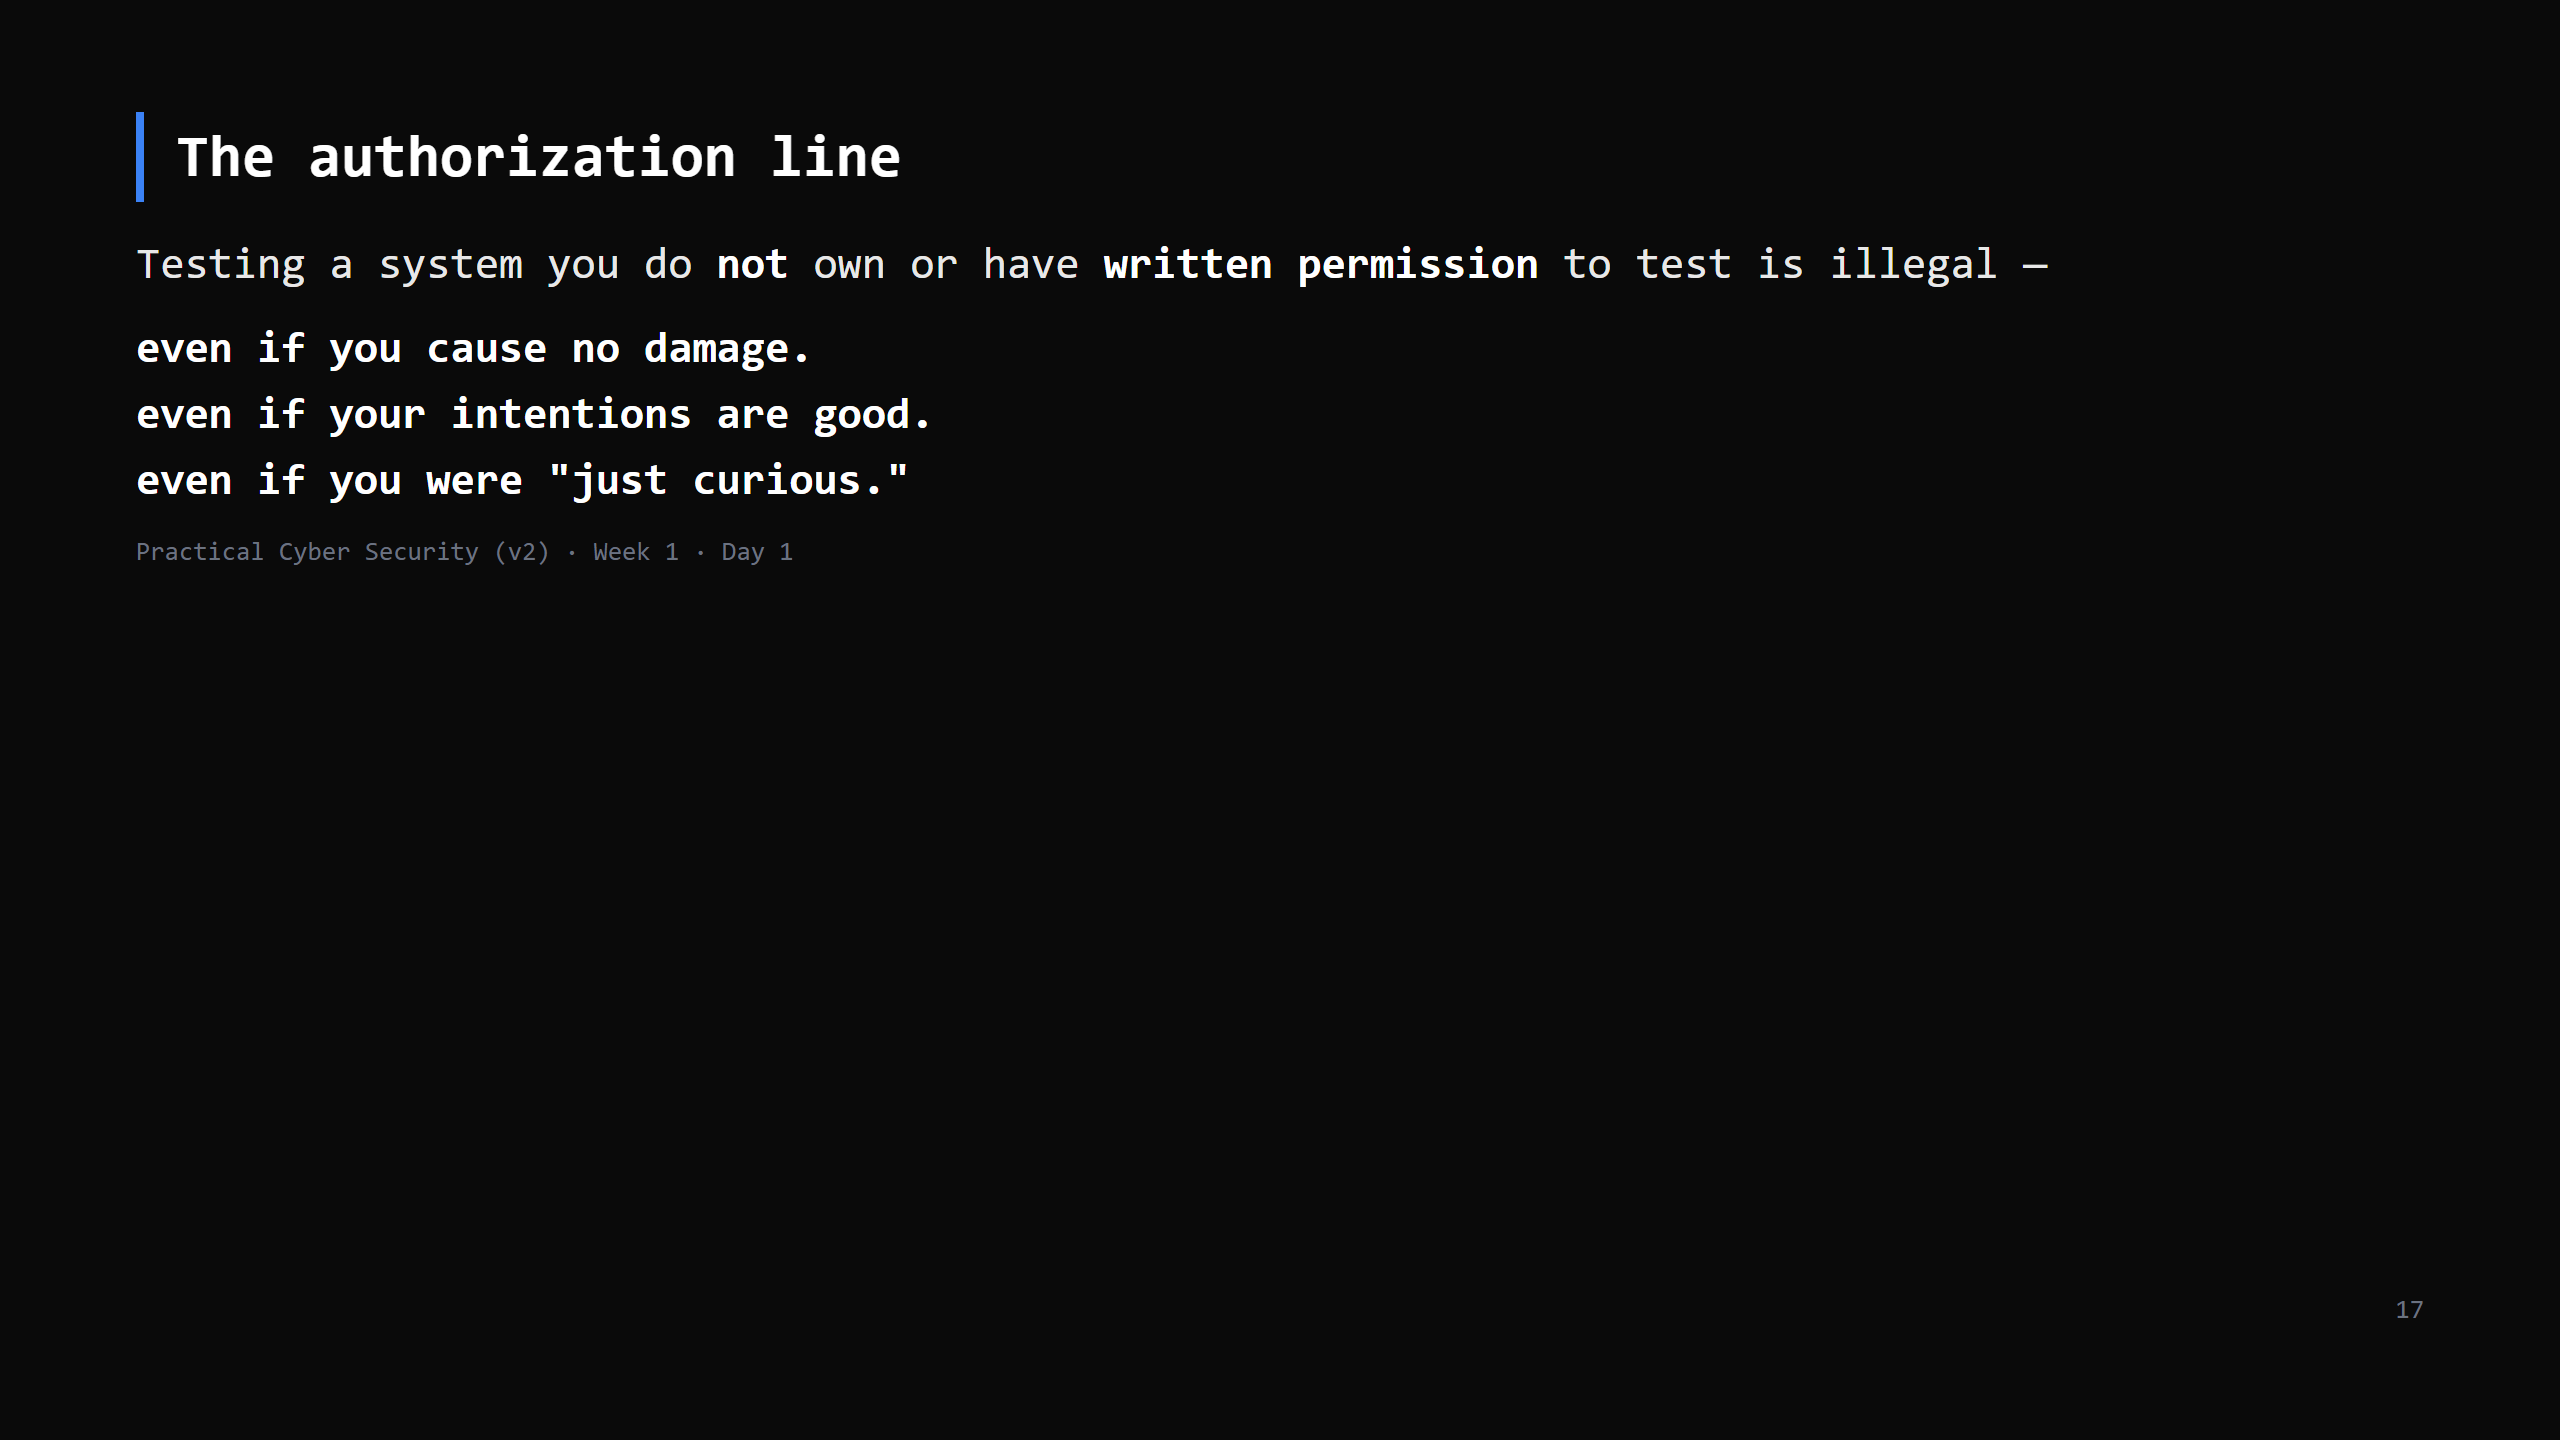 The authorization line
Testing a system you do not own or have written permission to test is illegal —
even if you cause no damage.
even if your intentions are good.
even if you were "just curious."
Practical Cyber Security (v2) · Week 1 · Day 1
17